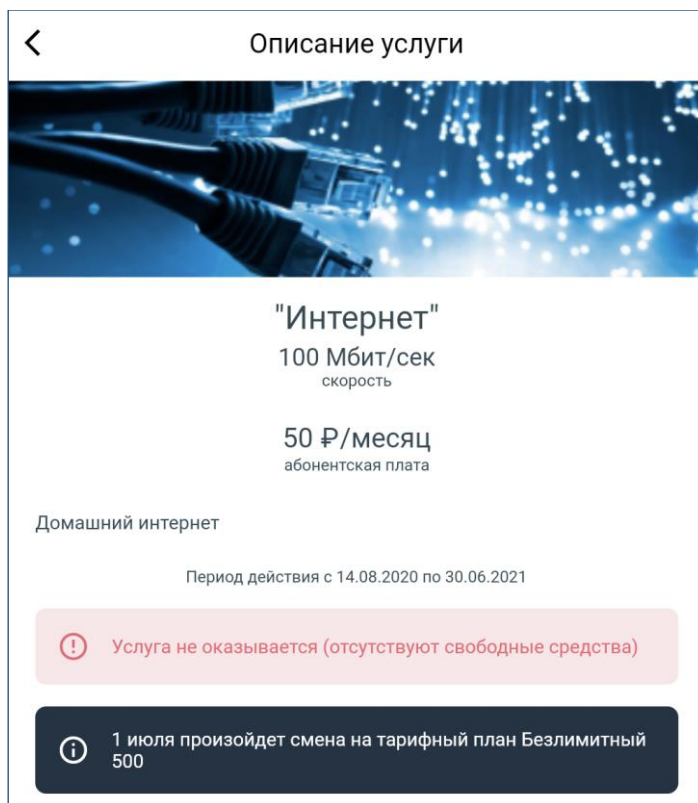 Описание услуги
"Интернет"
100 Мбит/сек
скорость
50 ₽/месяц
абонентская плата
Домашний интернет
Период действия с 14.08.2020 по 30.06.2021
Услуга не оказывается (отсутствуют свободные средства)
1 июля произойдет смена на тарифный план Безлимитный
500